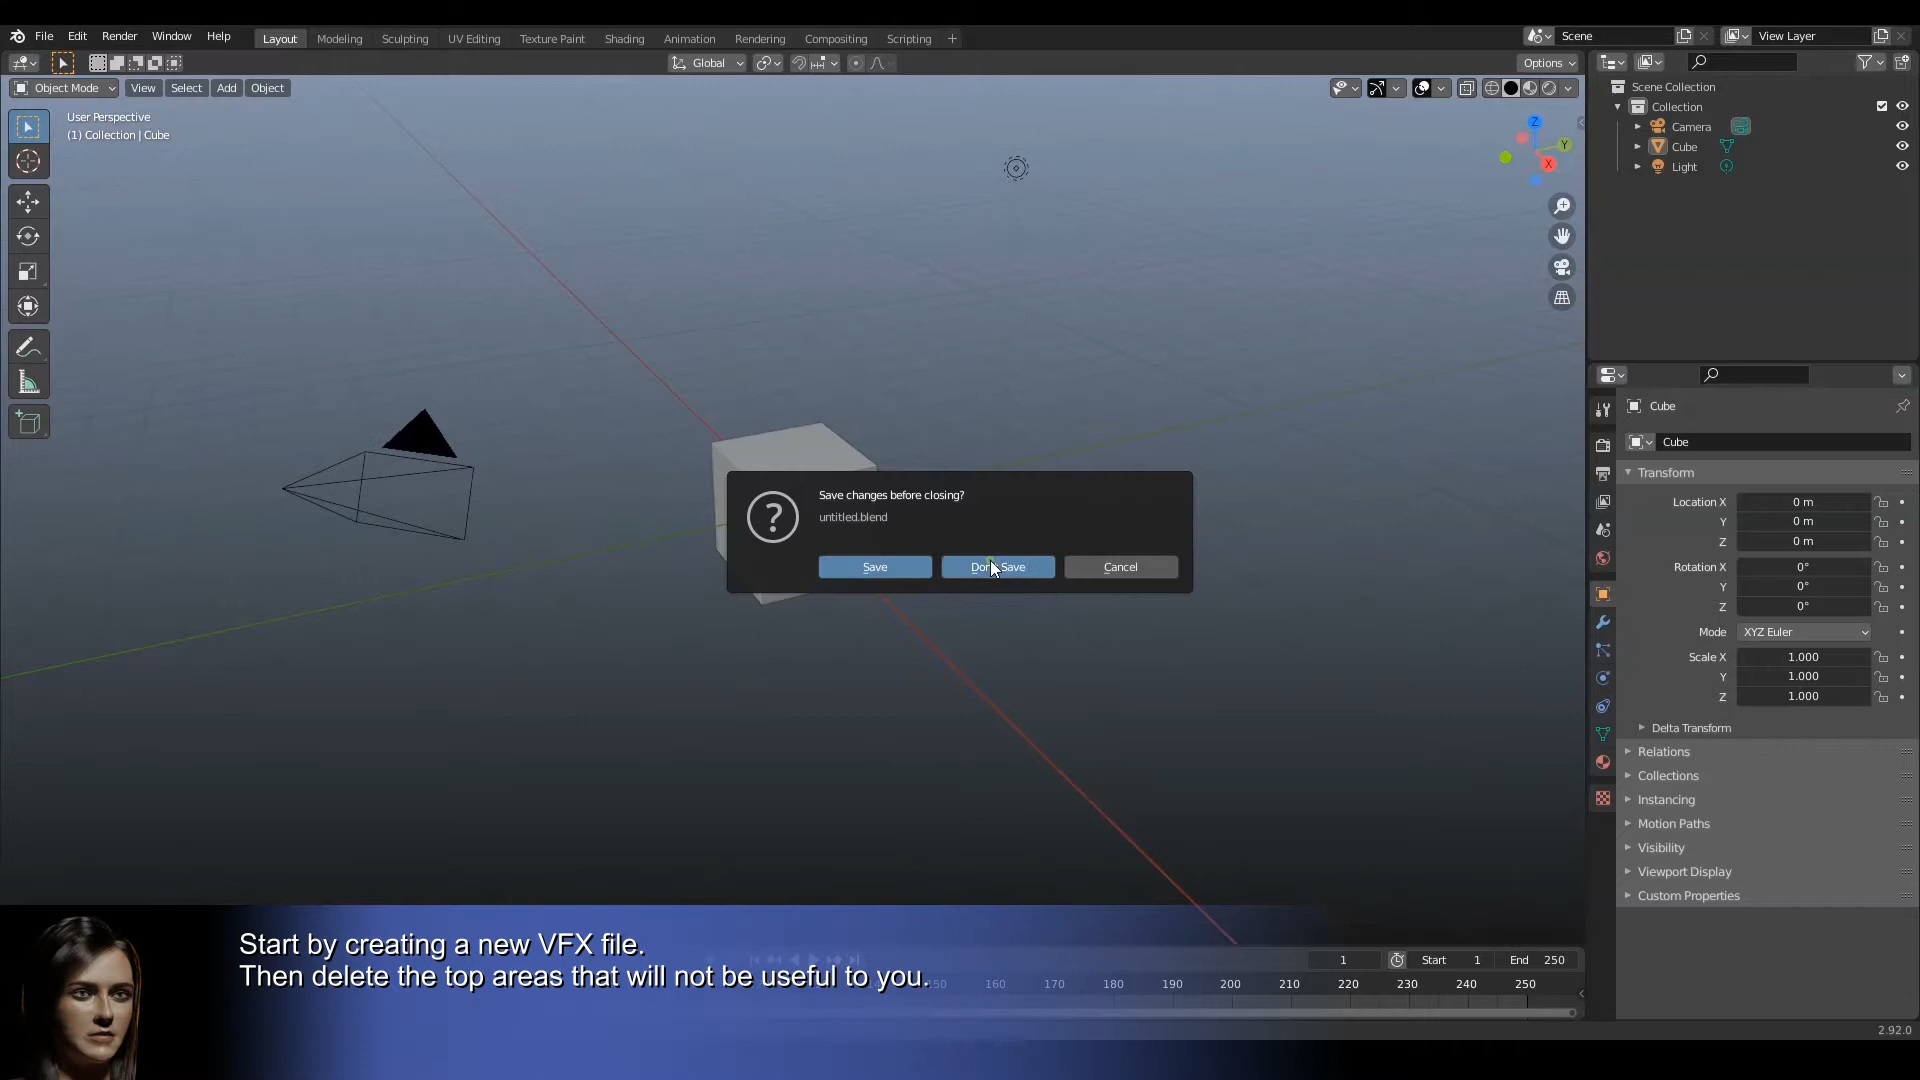 File Edit Render Window Help Layout Modeling Sculpting UV Editing Texture Paint Shading Animation Rendering Compositing Scripting + Scene View Layer
Global Options
Object Mode View Select Add Object
User Perspective
(1) Collection | Cube
Z
Y
X
Scene Collection
Collection
Camera
Cube
Light
Cube
Cube
Transform
Location X 0 m
Y 0 m
Z 0 m
Rotation X 0°
Y 0°
Z 0°
Mode XYZ Euler
Scale X 1.000
Y 1.000
Z 1.000
Delta Transform
Relations
Collections
Instancing
Motion Paths
Visibility
Viewport Display
Custom Properties
Save changes before closing?
untitled.blend
?
Save Don't Save Cancel
Start by creating a new VFX file.
Then delete the top areas that will not be useful to you.
1 Start 1 End 250
150 160 170 180 190 200 210 220 230 240 250
2.92.0